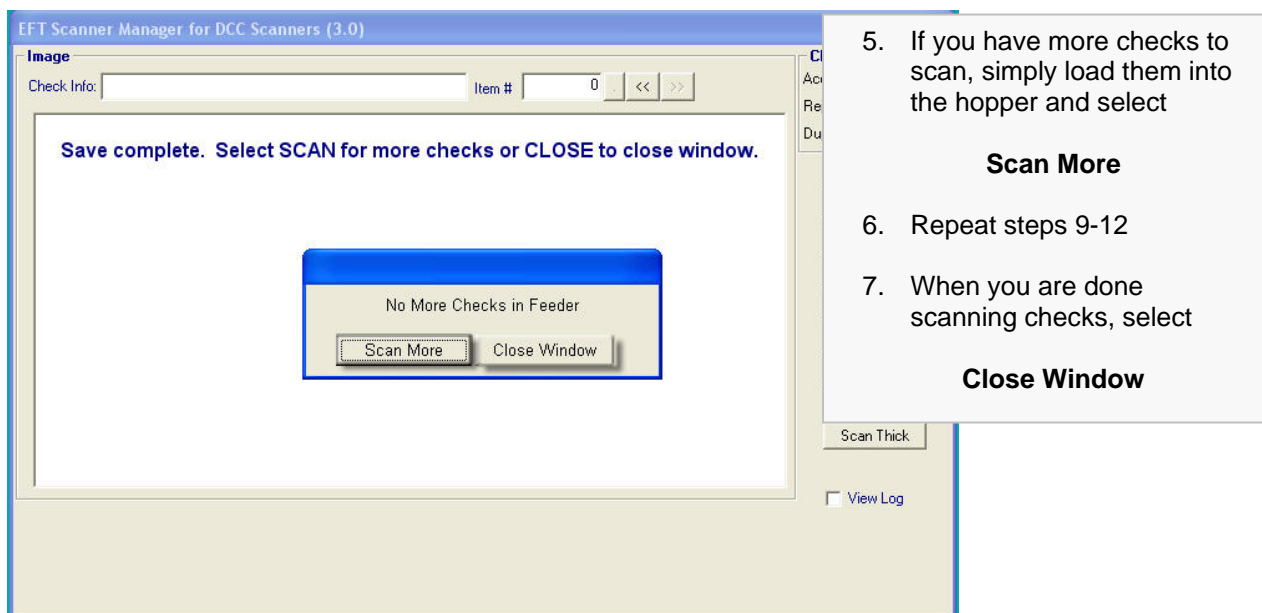 EFT Scanner Manager for DCC Scanners (3.0)
Image
Check Info:
Item #
0 . << >>
Save complete. Select SCAN for more checks or CLOSE to close window.
No More Checks in Feeder
Scan More Close Window
Scan Thick
View Log
5. If you have more checks to
scan, simply load them into
the hopper and select
Scan More
6. Repeat steps 9-12
7. When you are done
scanning checks, select
Close Window